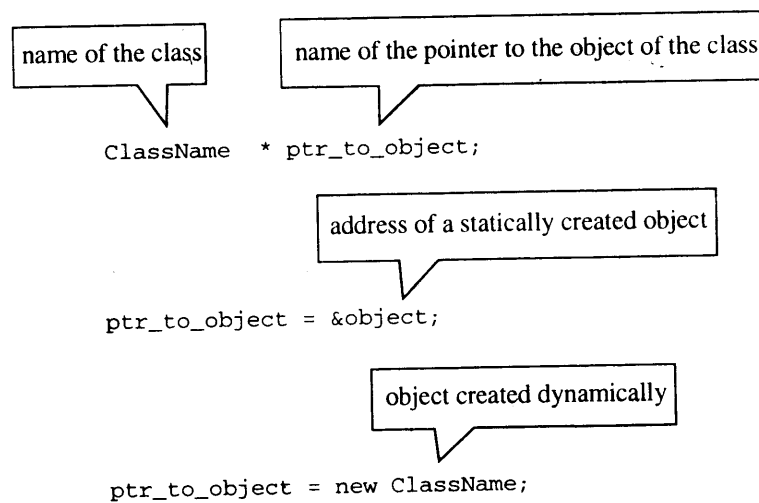 name of the class
name of the pointer to the object of the class
ClassName * ptr_to_object;
address of a statically created object
ptr_to_object = &object;
object created dynamically
ptr_to_object = new ClassName;